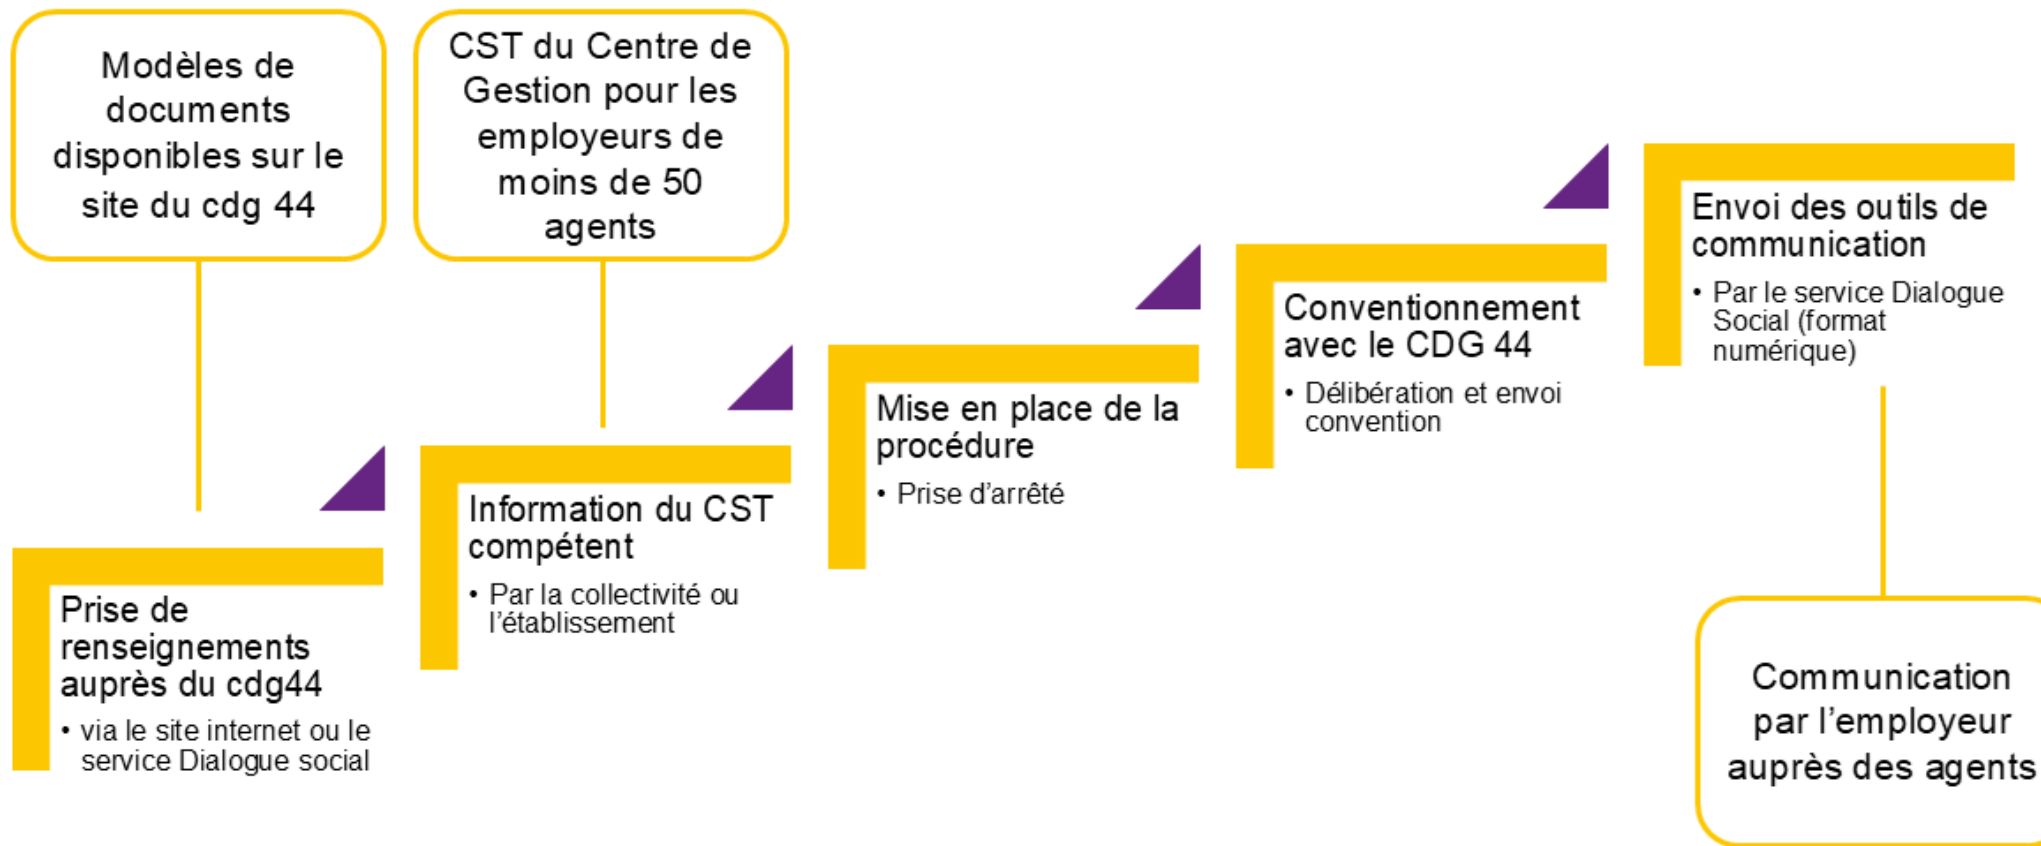 Modèles de
documents
disponibles sur le
site du cdg 44
CST du Centre de
Gestion pour les
employeurs de
moins de 50
agents
Prise de
renseignements
auprès du cdg44
• via le site internet ou le
service Dialogue social
Information du CST
compétent
• Par la collectivité ou
l’établissement
Mise en place de la
procédure
• Prise d’arrêté
Conventionnement
avec le CDG 44
• Délibération et envoi
convention
Envoi des outils de
communication
• Par le service Dialogue
Social (format
numérique)
Communication
par l’employeur
auprès des agents